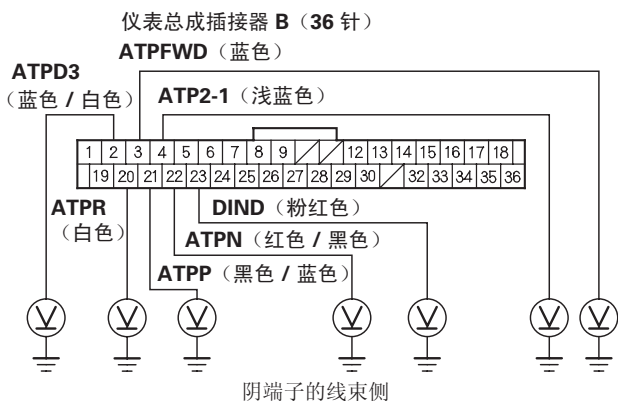 仪表总成插接器 B（36 针）
ATPFWD（蓝色）
ATPD3
（蓝色 / 白色）
ATP2-1（浅蓝色）
1 2 3 4 5 6 7 8 9 12 13 14 15 16 17 18
19 20 21 22 23 24 25 26 27 28 29 30 32 33 34 35 36
ATPR
（白色）
DIND（粉红色）
ATPN（红色 / 黑色）
ATPP（黑色 / 蓝色）
V V V V V V V
阴端子的线束侧